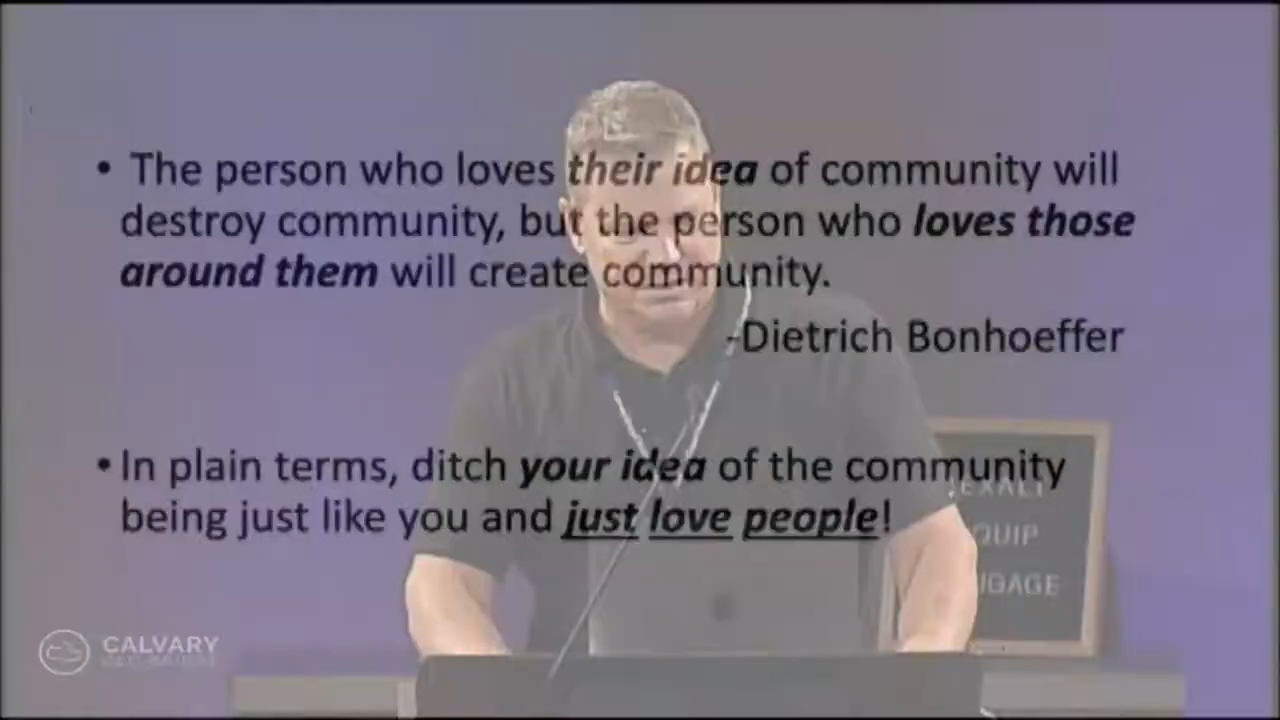 • The person who loves their idea of community will
destroy community, but the person who loves those
around them will create community.
-Dietrich Bonhoeffer
• In plain terms, ditch your idea of the community
being just like you and just love people!
EXALT
QUIP
CALVARY